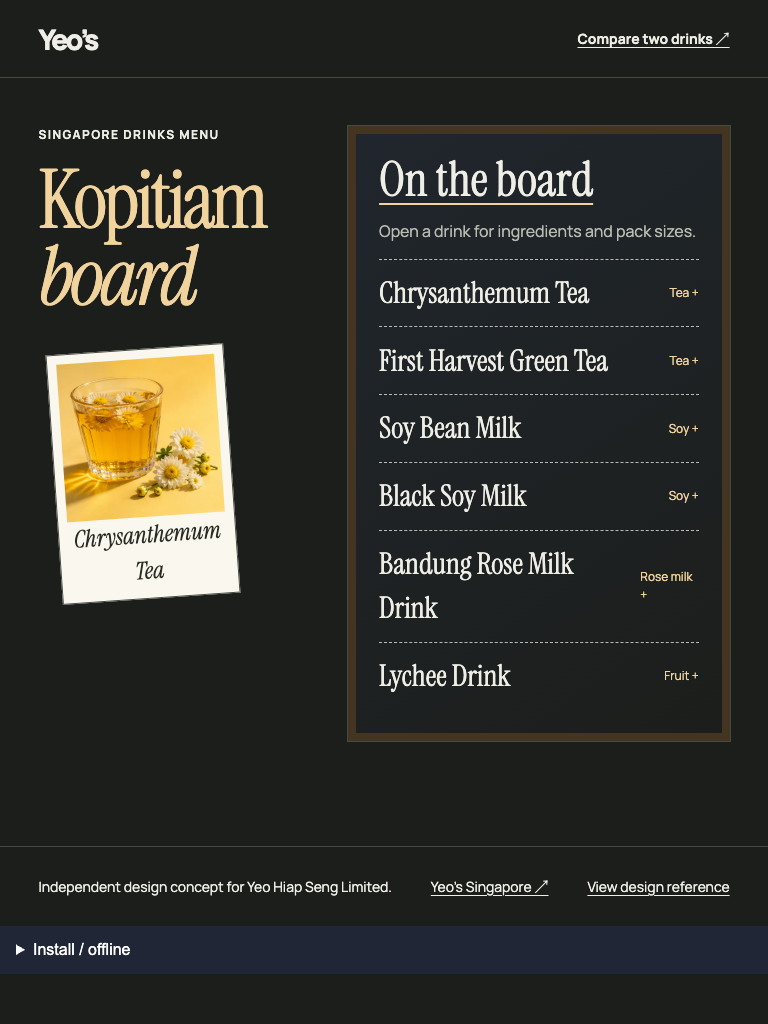 Yeo's
Compare two drinks ↗
SINGAPORE DRINKS MENU
Kopitiam
board
Chrysanthemum
Tea
On the board
Open a drink for ingredients and pack sizes.
Chrysanthemum Tea Tea +
First Harvest Green Tea Tea +
Soy Bean Milk Soy +
Black Soy Milk Soy +
Bandung Rose Milk
Drink
Rose milk
+
Lychee Drink Fruit +
Independent design concept for Yeo Hiap Seng Limited.
Yeo's Singapore ↗
View design reference
Install / offline